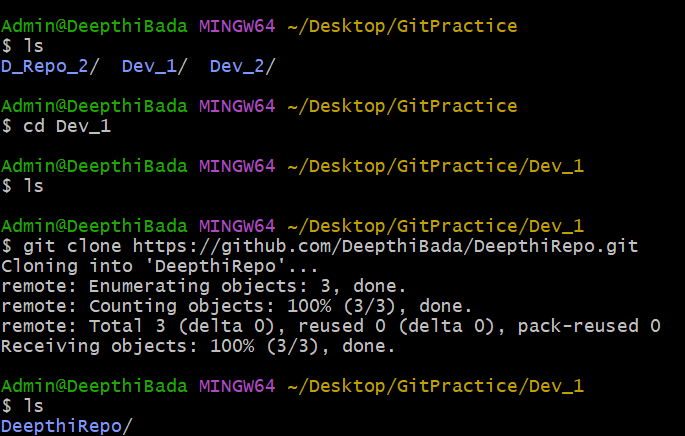 Admin@DeepthiBada MINGW64 ~/Desktop/GitPractice
$ ls
D_Repo_2/  Dev_1/  Dev_2/
Admin@DeepthiBada MINGW64 ~/Desktop/GitPractice
$ cd Dev_1
Admin@DeepthiBada MINGW64 ~/Desktop/GitPractice/Dev_1
$ ls
Admin@DeepthiBada MINGW64 ~/Desktop/GitPractice/Dev_1
$ git clone https://github.com/DeepthiBada/DeepthiRepo.git
Cloning into 'DeepthiRepo'...
remote: Enumerating objects: 3, done.
remote: Counting objects: 100% (3/3), done.
remote: Total 3 (delta 0), reused 0 (delta 0), pack-reused 0
Receiving objects: 100% (3/3), done.
Admin@DeepthiBada MINGW64 ~/Desktop/GitPractice/Dev_1
$ ls
DeepthiRepo/